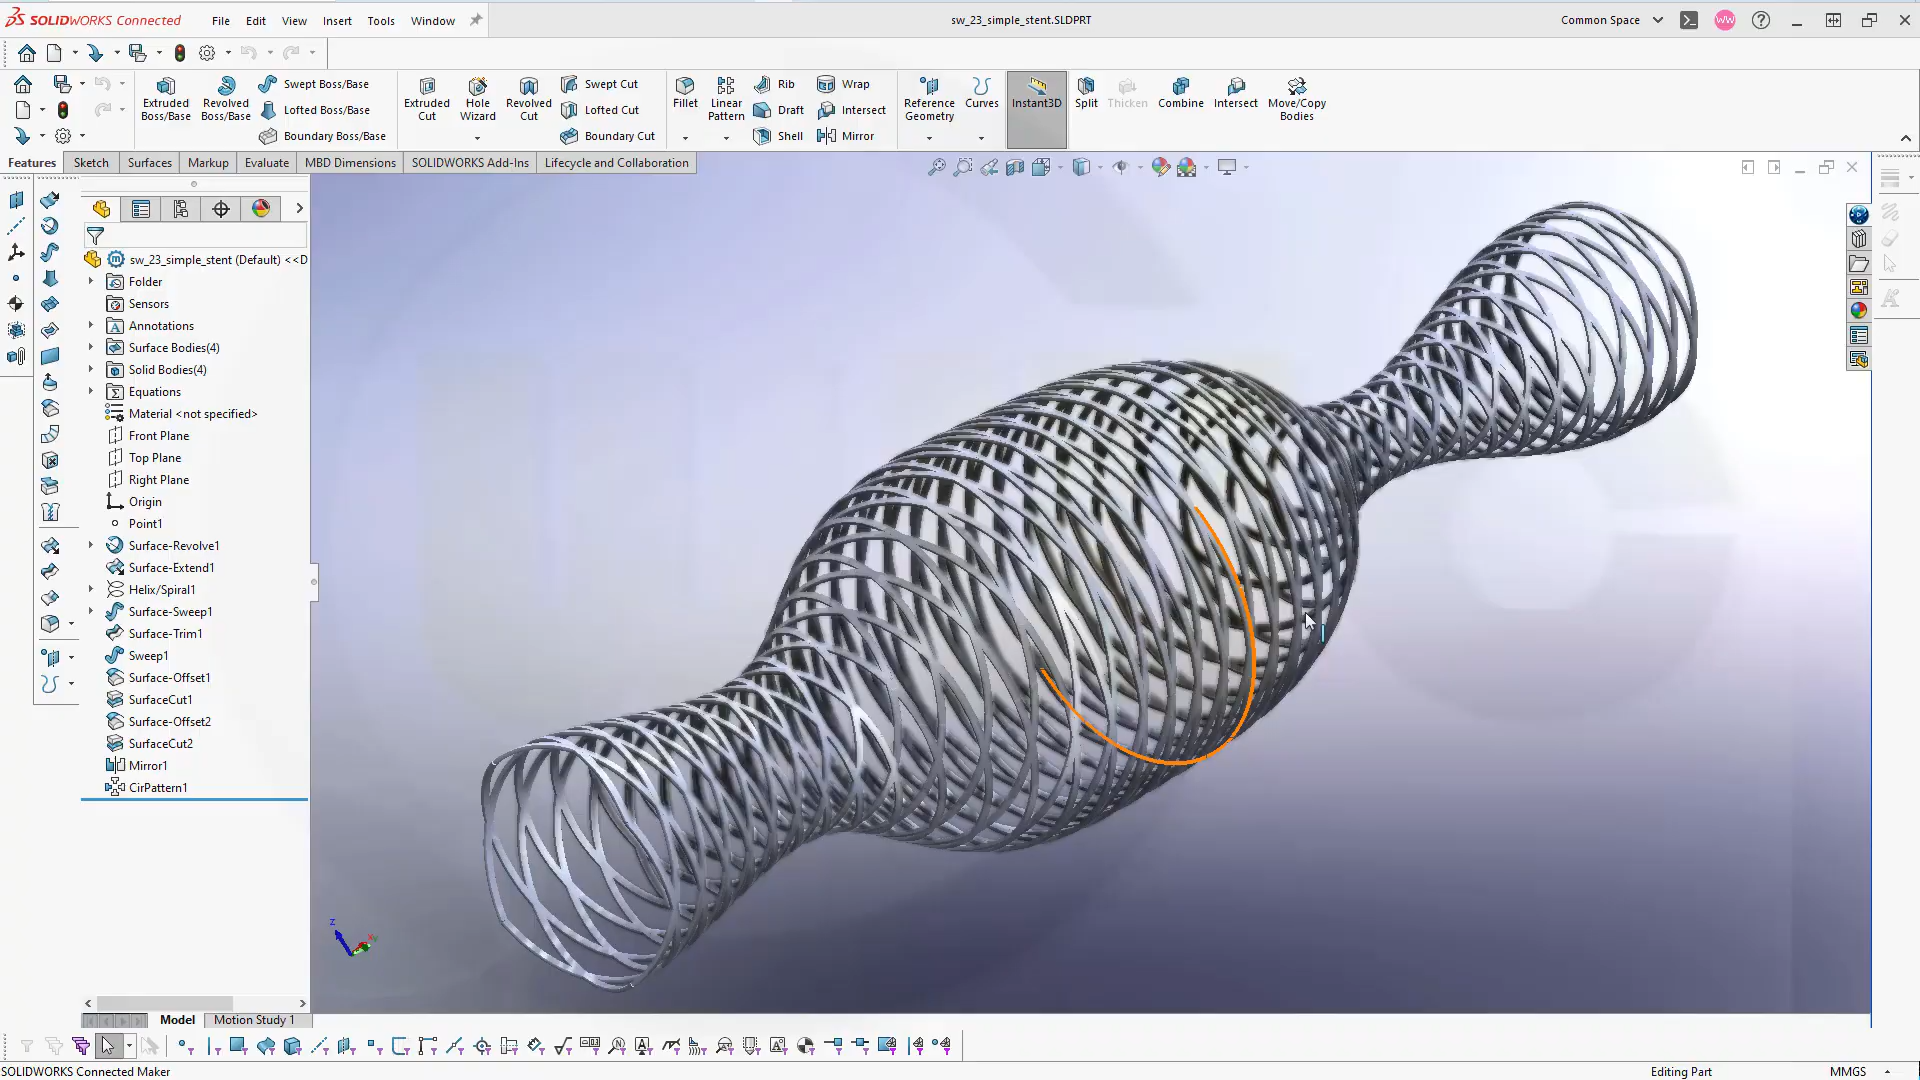 SOLIDWORKS Connected
File Edit View Insert Tools Window
sw_23_simple_stent.SLDPRT
Common Space
WW
Extruded Boss/Base
Revolved Boss/Base
Swept Boss/Base
Lofted Boss/Base
Boundary Boss/Base
Extruded Cut
Hole Wizard
Revolved Cut
Swept Cut
Lofted Cut
Boundary Cut
Fillet
Linear Pattern
Rib
Draft
Shell
Wrap
Intersect
Mirror
Reference Geometry
Curves
Instant3D
Split
Thicken
Combine
Intersect
Move/Copy Bodies
Features Sketch Surfaces Markup Evaluate MBD Dimensions SOLIDWORKS Add-Ins Lifecycle and Collaboration
sw_23_simple_stent (Default) <<D
Folder
Sensors
Annotations
Surface Bodies(4)
Solid Bodies(4)
Equations
Material <not specified>
Front Plane
Top Plane
Right Plane
Origin
Point1
Surface-Revolve1
Surface-Extend1
Helix/Spiral1
Surface-Sweep1
Surface-Trim1
Sweep1
Surface-Offset1
SurfaceCut1
Surface-Offset2
SurfaceCut2
Mirror1
CirPattern1
Z
Model Motion Study 1
SOLIDWORKS Connected Maker
Editing Part
MMGS